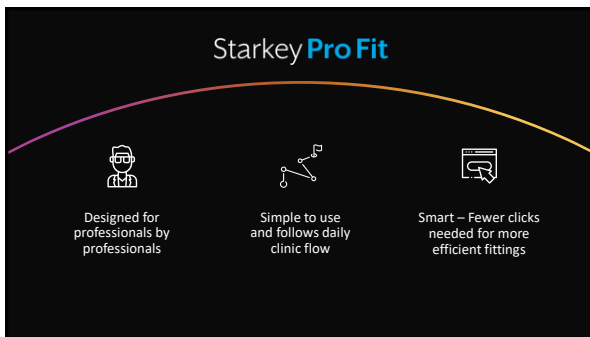 Starkey Pro Fit
Designed for
professionals by
professionals
Simple to use
and follows daily
clinic flow
Smart – Fewer clicks
needed for more
efficient fittings